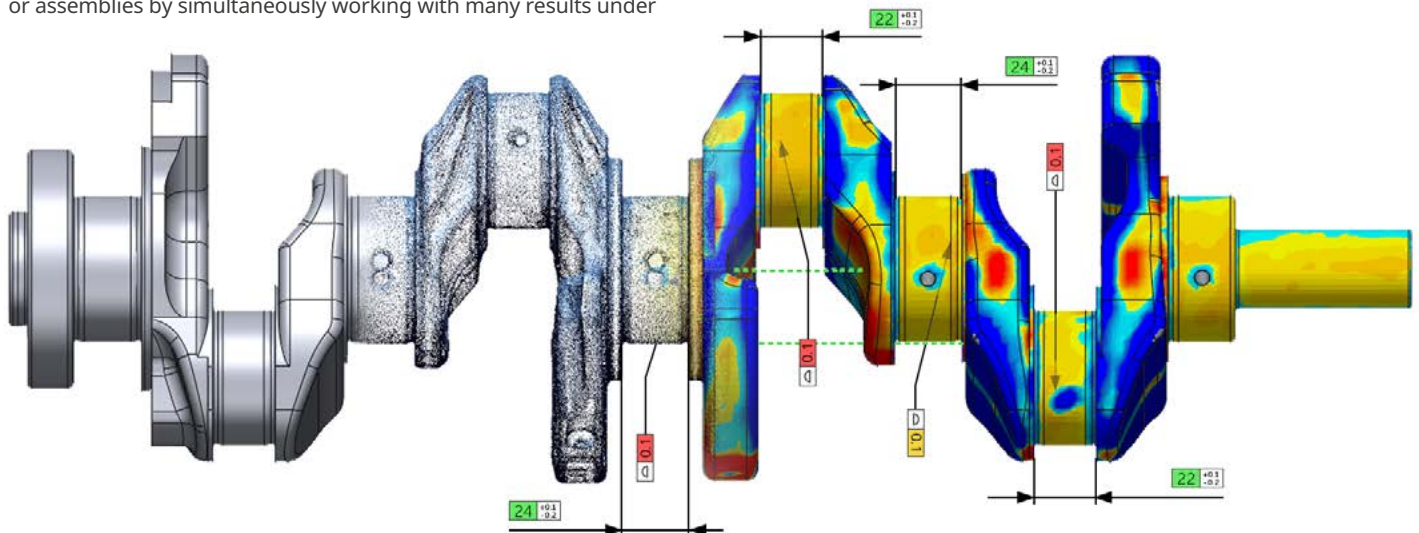 or assemblies by simultaneously working with many results under
22 +0.1 -0.2
24 +0.1 -0.2
0.1
0.1
0.1
0.1
22 +0.1 -0.2
24 +0.1 -0.2